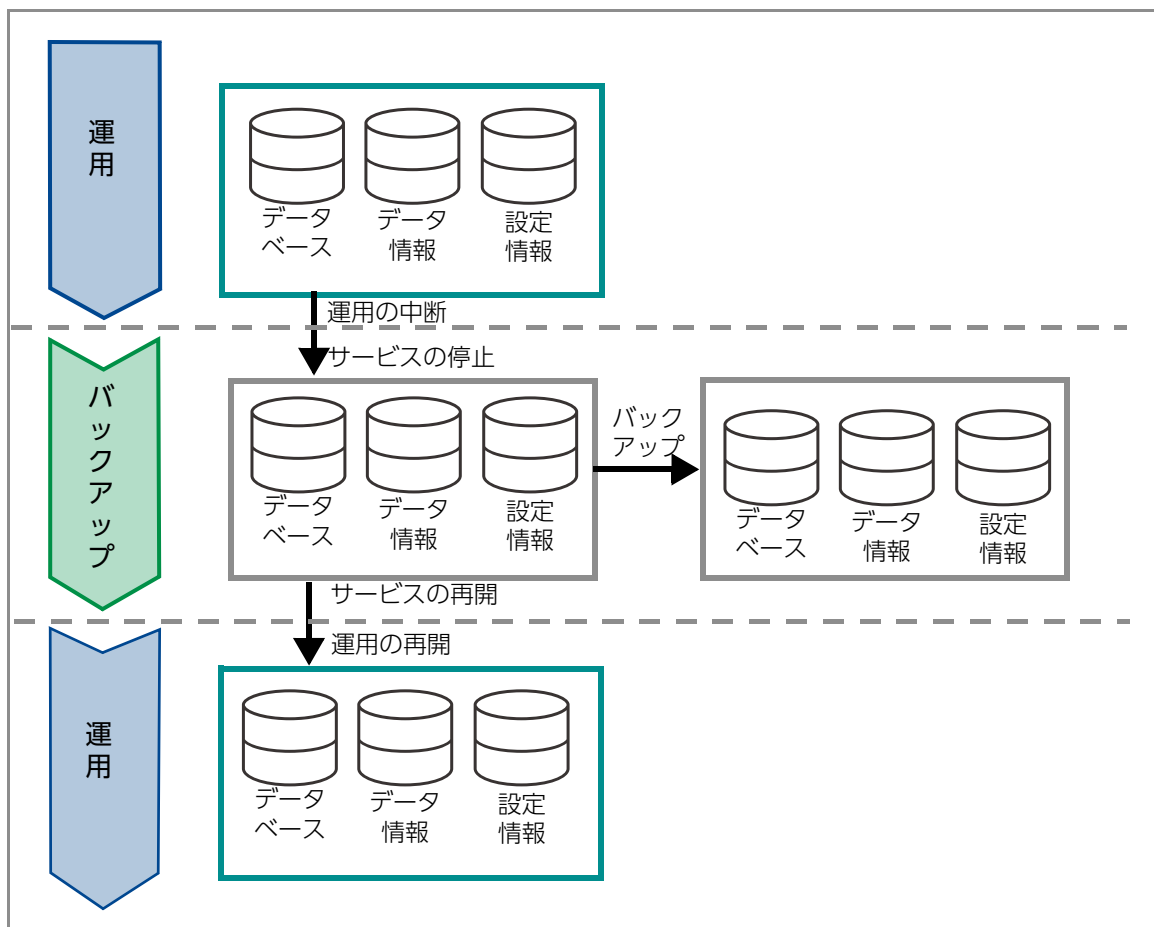 運用
データ
ベース
データ
情報
設定
情報
運用の中断
サービスの停止
バックアップ
データ
ベース
データ
情報
設定
情報
バック
アップ
データ
ベース
データ
情報
設定
情報
サービスの再開
運用の再開
運用
データ
ベース
データ
情報
設定
情報